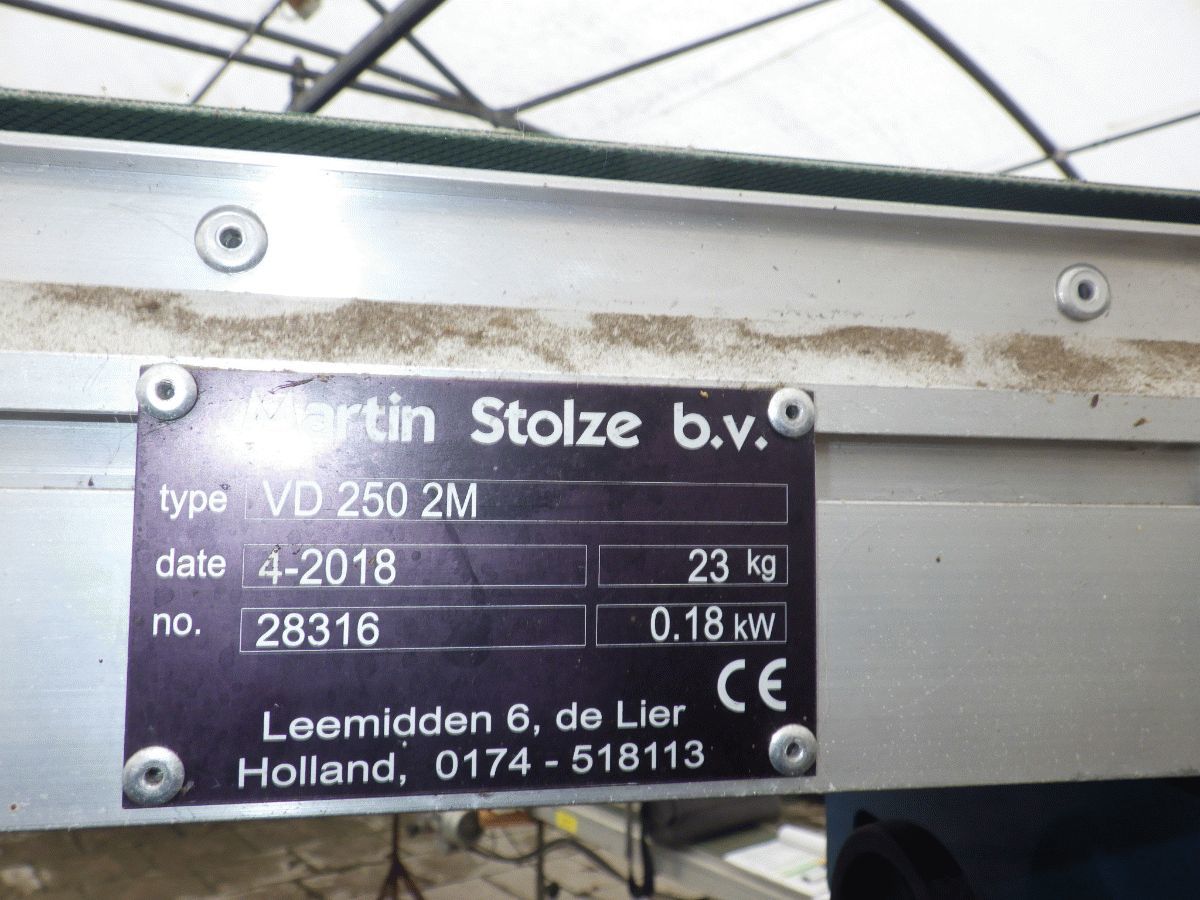 Martin Stolze b.v.
type VD 250 2M
date 4-2018 23 kg
no. 28316 0.18 kW
CE
Leemidden 6, de Lier
Holland, 0174 - 518113